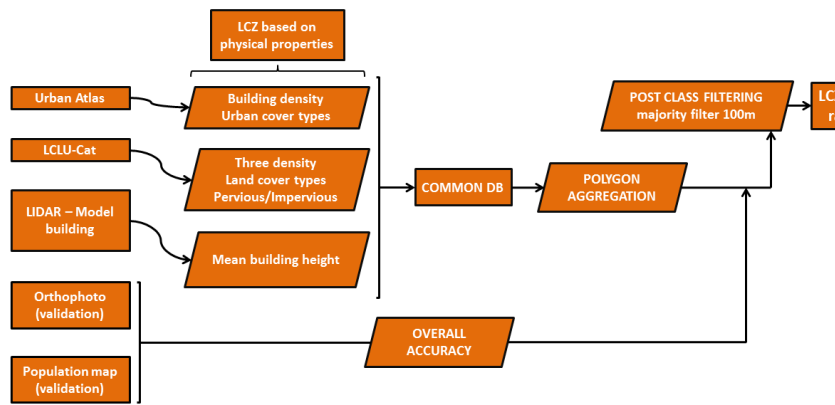 LCZ based on
physical properties
Urban Atlas
Building density
Urban cover types
LCLU-Cat
Three density
Land cover types
Pervious/Impervious
LIDAR – Model
building
Mean building height
COMMON DB
POLYGON
AGGREGATION
POST CLASS FILTERING
majority filter 100m
LCZ
Orthophoto
(validation)
Population map
(validation)
OVERALL
ACCURACY